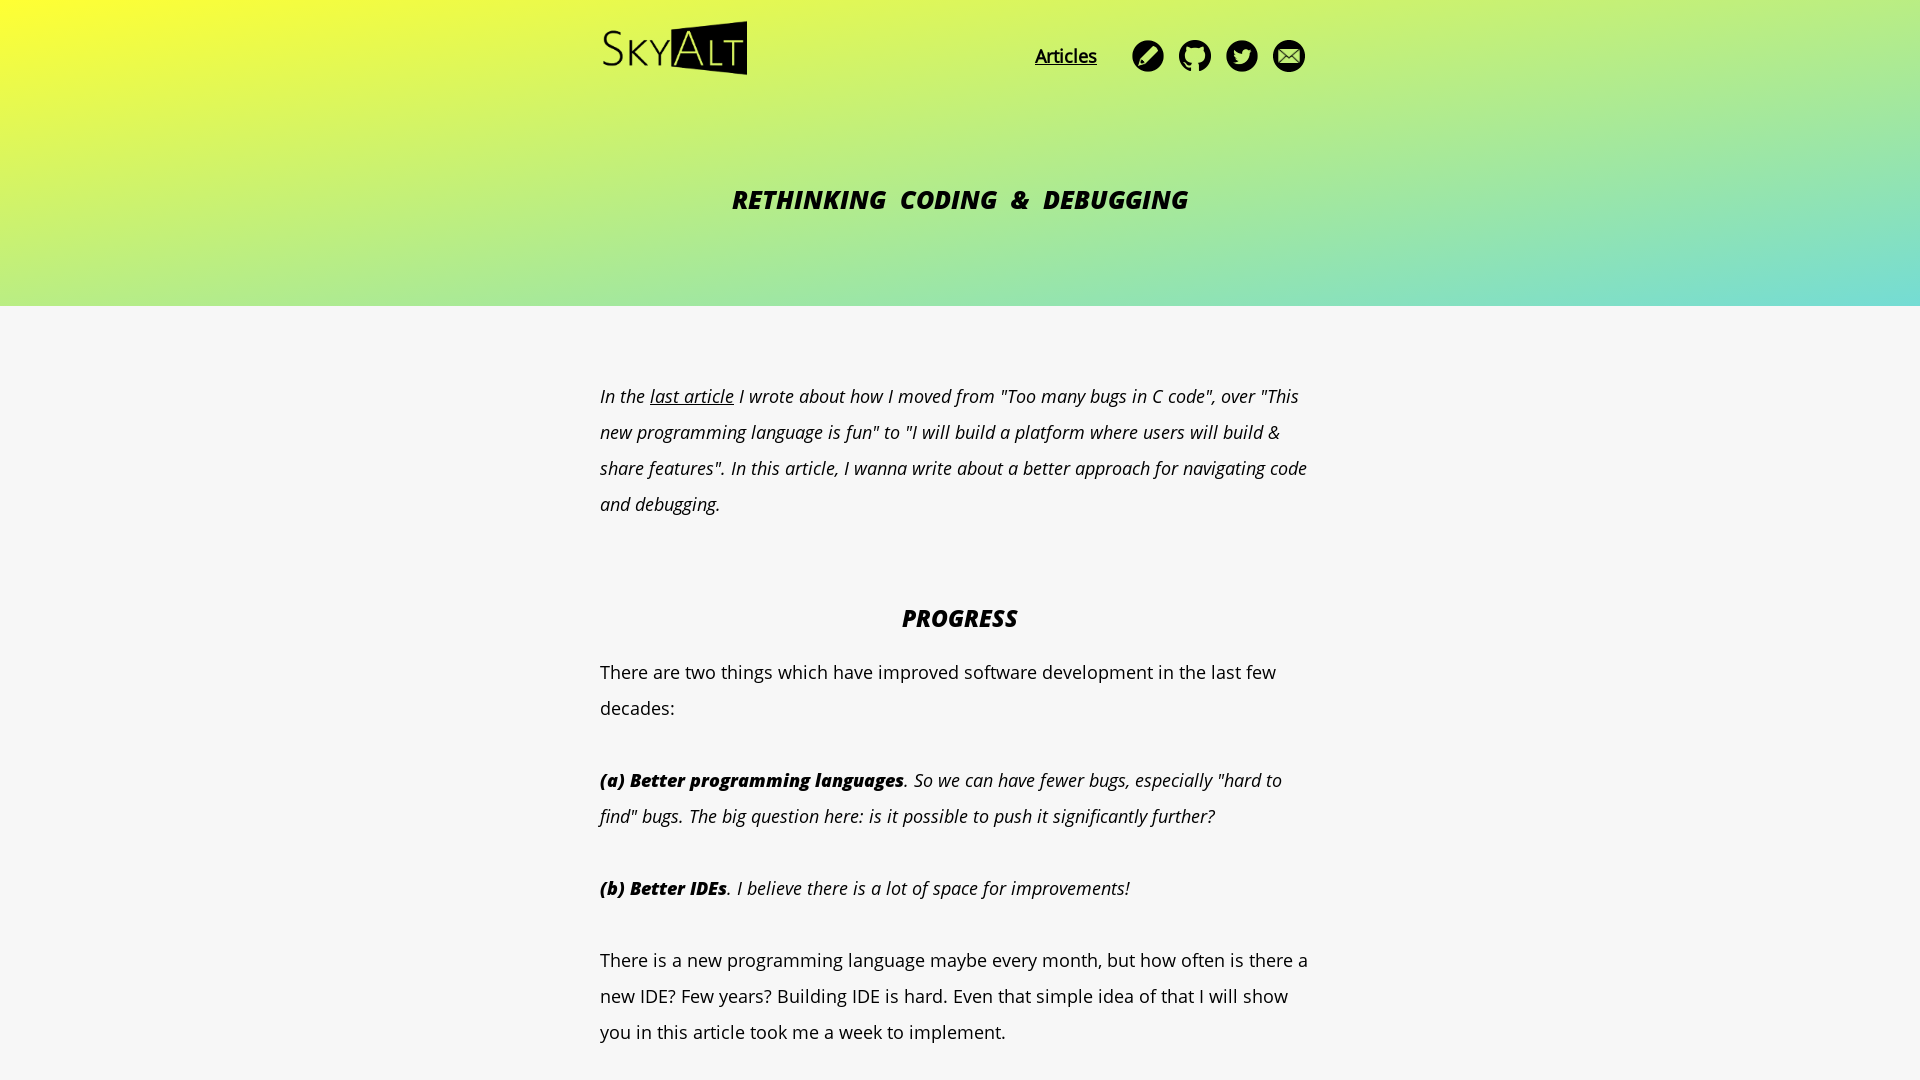 SKYALT
Articles
RETHINKING CODING & DEBUGGING
In the last article I wrote about how I moved from "Too many bugs in C code", over "This
new programming language is fun" to "I will build a platform where users will build &
share features". In this article, I wanna write about a better approach for navigating code
and debugging.
PROGRESS
There are two things which have improved software development in the last few
decades:
(a) Better programming languages. So we can have fewer bugs, especially "hard to
find" bugs. The big question here: is it possible to push it significantly further?
(b) Better IDEs. I believe there is a lot of space for improvements!
There is a new programming language maybe every month, but how often is there a
new IDE? Few years? Building IDE is hard. Even that simple idea of that I will show
you in this article took me a week to implement.